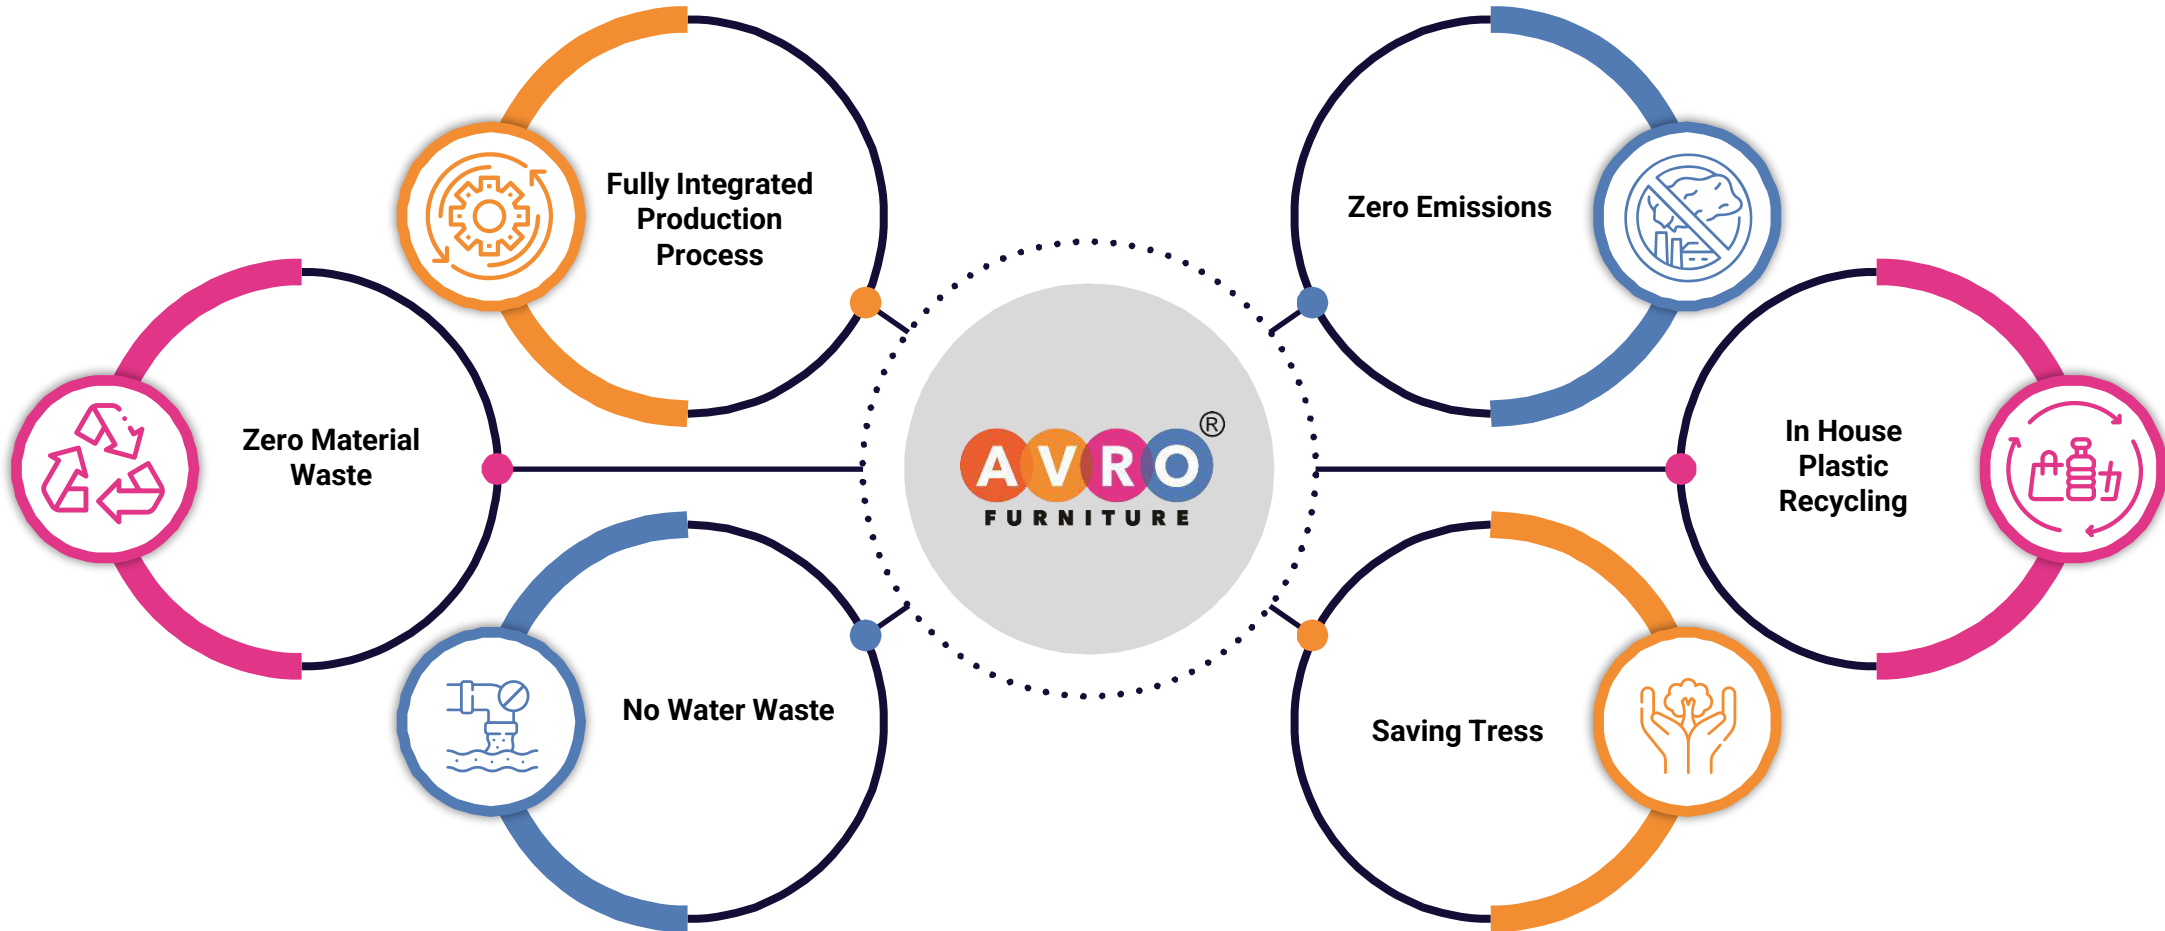 Fully Integrated
Production
Process
Zero Emissions
Zero Material
Waste
AVRO®
FURNITURE
In House
Plastic
Recycling
No Water Waste
Saving Tress